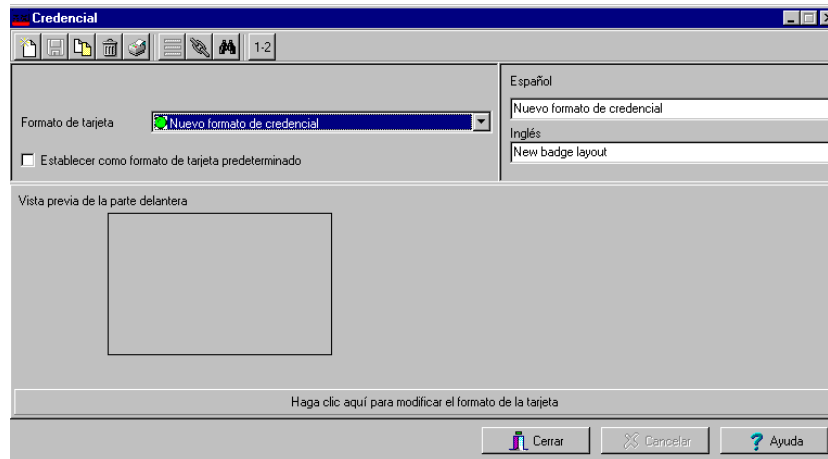 Credencial
1-2
Español
Nuevo formato de credencial
Formato de tarjeta
Nuevo formato de credencial
Inglés
New badge layout
Establecer como formato de tarjeta predeterminado
Vista previa de la parte delantera
Haga clic aquí para modificar el formato de la tarjeta
Cerrar
Cancelar
Ayuda